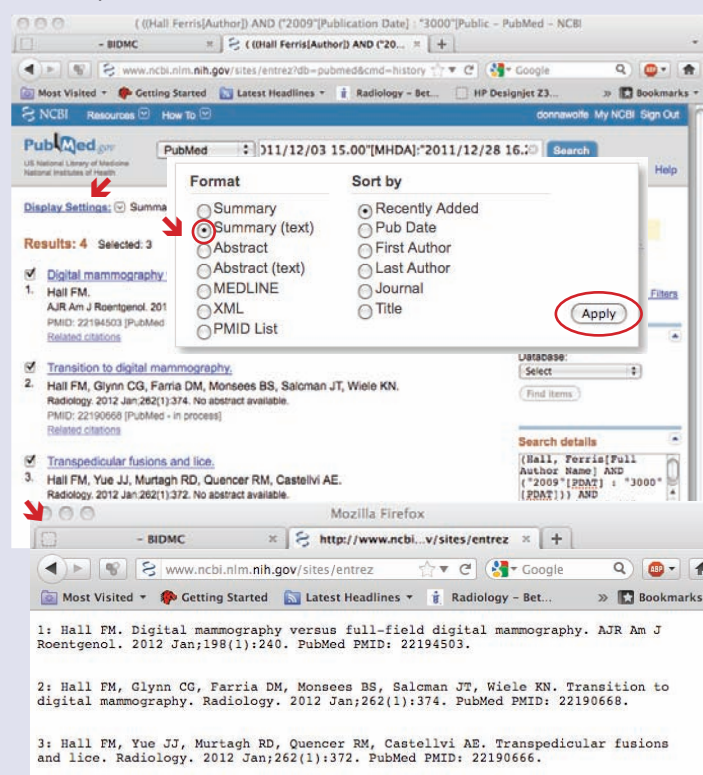 ( ((Hall Ferris[Author]) AND ("2009"[Publication Date] : "3000"[Public – PubMed – NCBI
– BIDMC
( ((Hall Ferris[Author]) AND ("20...
www.ncbi.nlm.nih.gov/sites/entrez?db=pubmed&cmd=history
Google
Most Visited
Getting Started
Latest Headlines
Radiology – Bet...
HP Designjet Z3...
Bookmarks
NCBI Resources How To
donnawolfe My NCBI Sign Out
PubMed.gov
US National Library of Medicine
National Institutes of Health
PubMed
011/12/03 15.00"[MHDA]:"2011/12/28 16.
Search
Help
Display Settings: Summa
Format
Summary
Summary (text)
Abstract
Abstract (text)
MEDLINE
XML
PMID List
Sort by
Recently Added
Pub Date
First Author
Last Author
Journal
Title
Apply
Results: 4 Selected: 3
Filters
Digital mammography
1. Hall FM.
AJR Am J Roentgenol. 201
PMID: 22194503 [PubMed
Related citations
Transition to digital mammography.
2. Hall FM, Glynn CG, Farria DM, Monsees BS, Salcman JT, Wiele KN.
Radiology. 2012 Jan;262(1):374. No abstract available.
PMID: 22190668 [PubMed - in process]
Related citations
Transpedicular fusions and lice.
3. Hall FM, Yue JJ, Murtagh RD, Quencer RM, Castellvi AE.
Radiology. 2012 Jan;262(1):372. No abstract available.
Database:
Select
Find items
Search details
(Hall, Ferris[Full
Author Name] AND
("2009"[PDAT] : "3000"
[PDAT])) AND
Mozilla Firefox
– BIDMC
http://www.ncbi...v/sites/entrez
www.ncbi.nlm.nih.gov/sites/entrez
Google
Most Visited
Getting Started
Latest Headlines
Radiology – Bet...
Bookmarks
1: Hall FM. Digital mammography versus full-field digital mammography. AJR Am J
Roentgenol. 2012 Jan;198(1):240. PubMed PMID: 22194503.
2: Hall FM, Glynn CG, Farria DM, Monsees BS, Salcman JT, Wiele KN. Transition to
digital mammography. Radiology. 2012 Jan;262(1):374. PubMed PMID: 22190668.
3: Hall FM, Yue JJ, Murtagh RD, Quencer RM, Castellvi AE. Transpedicular fusions
and lice. Radiology. 2012 Jan;262(1):372. PubMed PMID: 22190666.